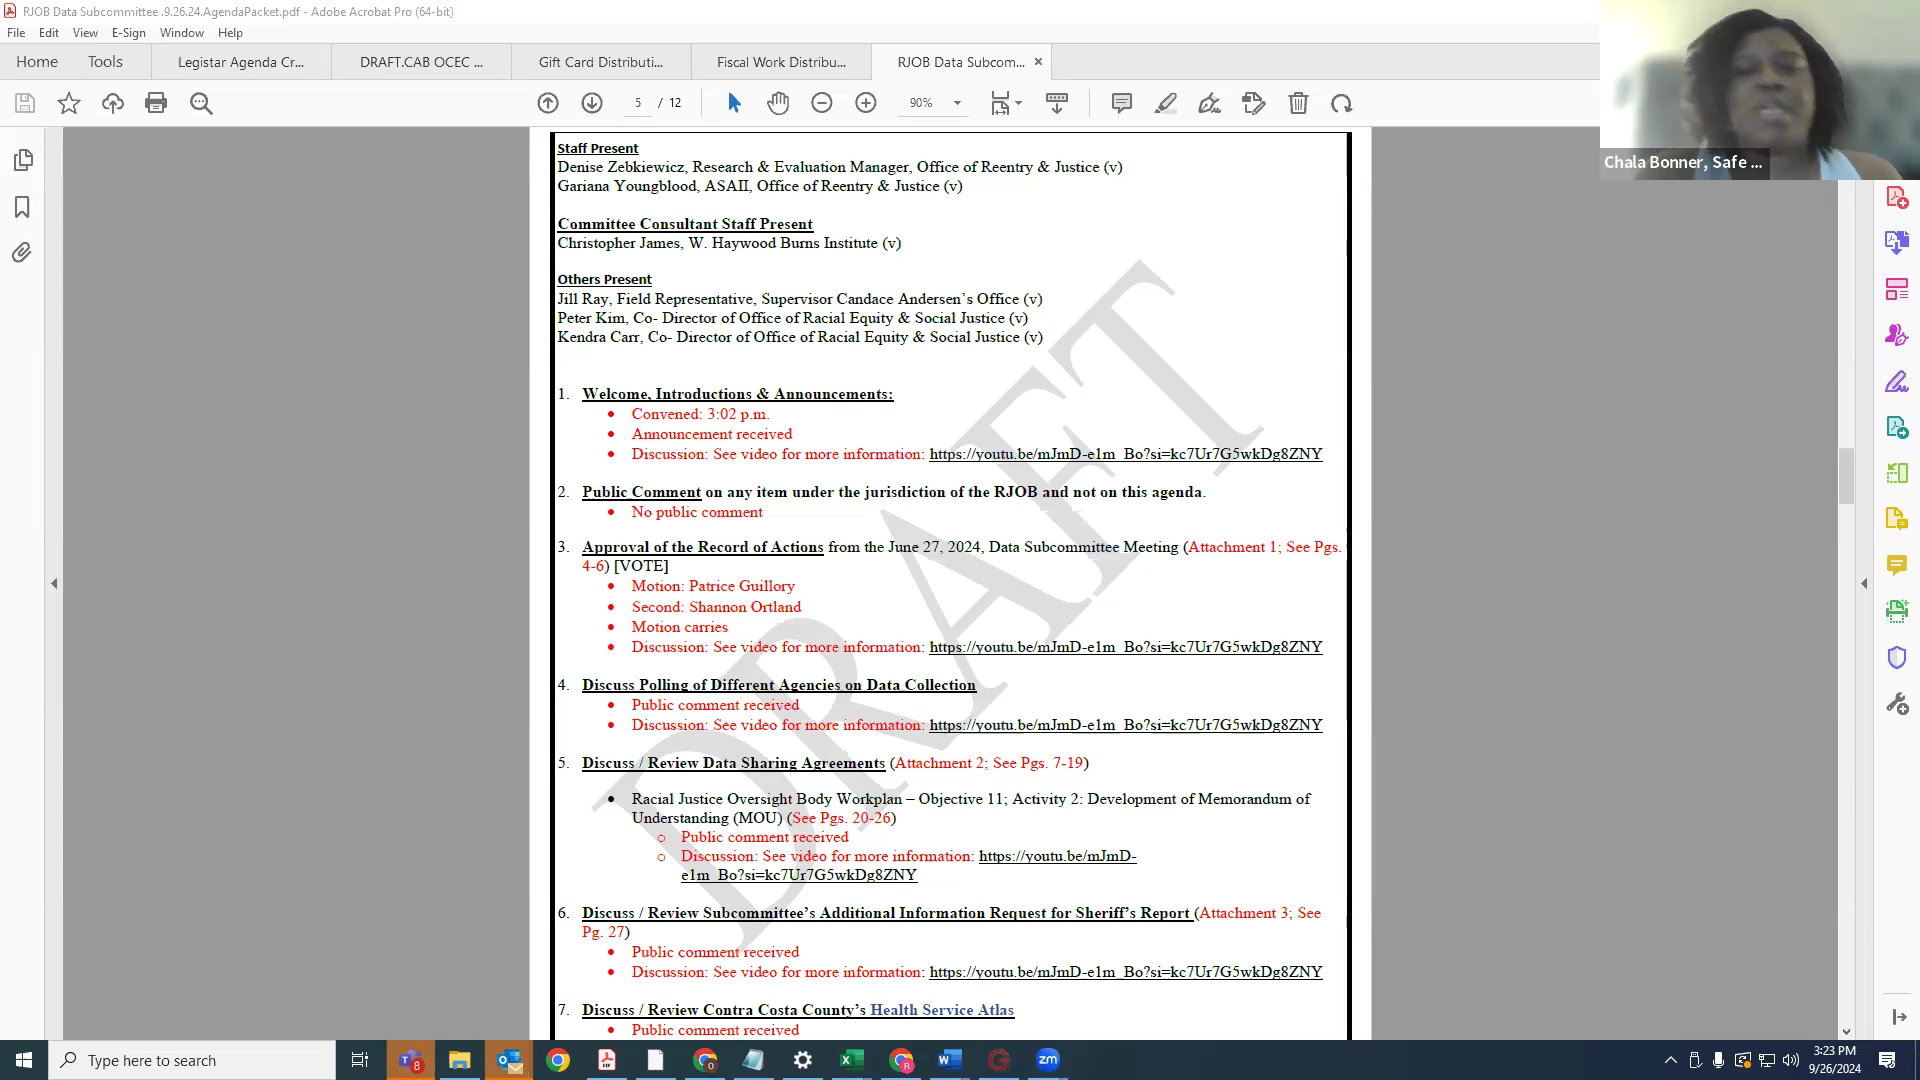 RJOB Data Subcommittee .9.26.24.AgendaPacket.pdf - Adobe Acrobat Pro (64-bit)
File Edit View E-Sign Window Help
Home Tools Legistar Agenda Cr... DRAFT.CAB OCEC ... Gift Card Distributi... Fiscal Work Distribu... RJOB Data Subcom... ×
5 / 12 90%
Chala Bonner, Safe ...
Staff Present
Denise Zebkiewicz, Research & Evaluation Manager, Office of Reentry & Justice (v)
Gariana Youngblood, ASAII, Office of Reentry & Justice (v)
Committee Consultant Staff Present
Christopher James, W. Haywood Burns Institute (v)
Others Present
Jill Ray, Field Representative, Supervisor Candace Andersen's Office (v)
Peter Kim, Co- Director of Office of Racial Equity & Social Justice (v)
Kendra Carr, Co- Director of Office of Racial Equity & Social Justice (v)
1. Welcome, Introductions & Announcements:
• Convened: 3:02 p.m.
• Announcement received
• Discussion: See video for more information: https://youtu.be/mJmD-e1m_Bo?si=kc7Ur7G5wkDg8ZNY
2. Public Comment on any item under the jurisdiction of the RJOB and not on this agenda.
• No public comment
3. Approval of the Record of Actions from the June 27, 2024, Data Subcommittee Meeting (Attachment 1; See Pgs.
4-6) [VOTE]
• Motion: Patrice Guillory
• Second: Shannon Ortland
• Motion carries
• Discussion: See video for more information: https://youtu.be/mJmD-e1m_Bo?si=kc7Ur7G5wkDg8ZNY
4. Discuss Polling of Different Agencies on Data Collection
• Public comment received
• Discussion: See video for more information: https://youtu.be/mJmD-e1m_Bo?si=kc7Ur7G5wkDg8ZNY
5. Discuss / Review Data Sharing Agreements (Attachment 2; See Pgs. 7-19)
• Racial Justice Oversight Body Workplan – Objective 11; Activity 2: Development of Memorandum of
Understanding (MOU) (See Pgs. 20-26)
o Public comment received
o Discussion: See video for more information: https://youtu.be/mJmD-
e1m_Bo?si=kc7Ur7G5wkDg8ZNY
6. Discuss / Review Subcommittee's Additional Information Request for Sheriff's Report (Attachment 3; See
Pg. 27)
• Public comment received
• Discussion: See video for more information: https://youtu.be/mJmD-e1m_Bo?si=kc7Ur7G5wkDg8ZNY
7. Discuss / Review Contra Costa County's Health Service Atlas
• Public comment received
DRAFT
Type here to search
8
3:23 PM
9/26/2024